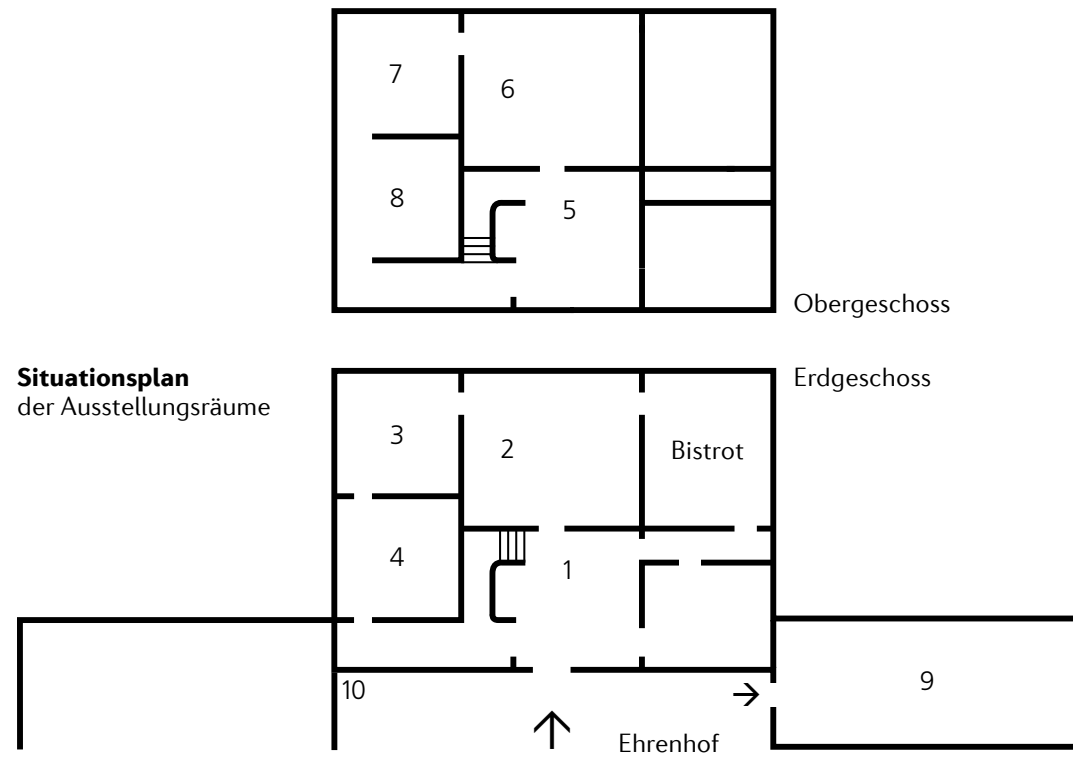 7
6
8
5
Obergeschoss
Situationsplan
der Ausstellungsräume
Erdgeschoss
3
2
Bistrot
4
1
10
9
Ehrenhof